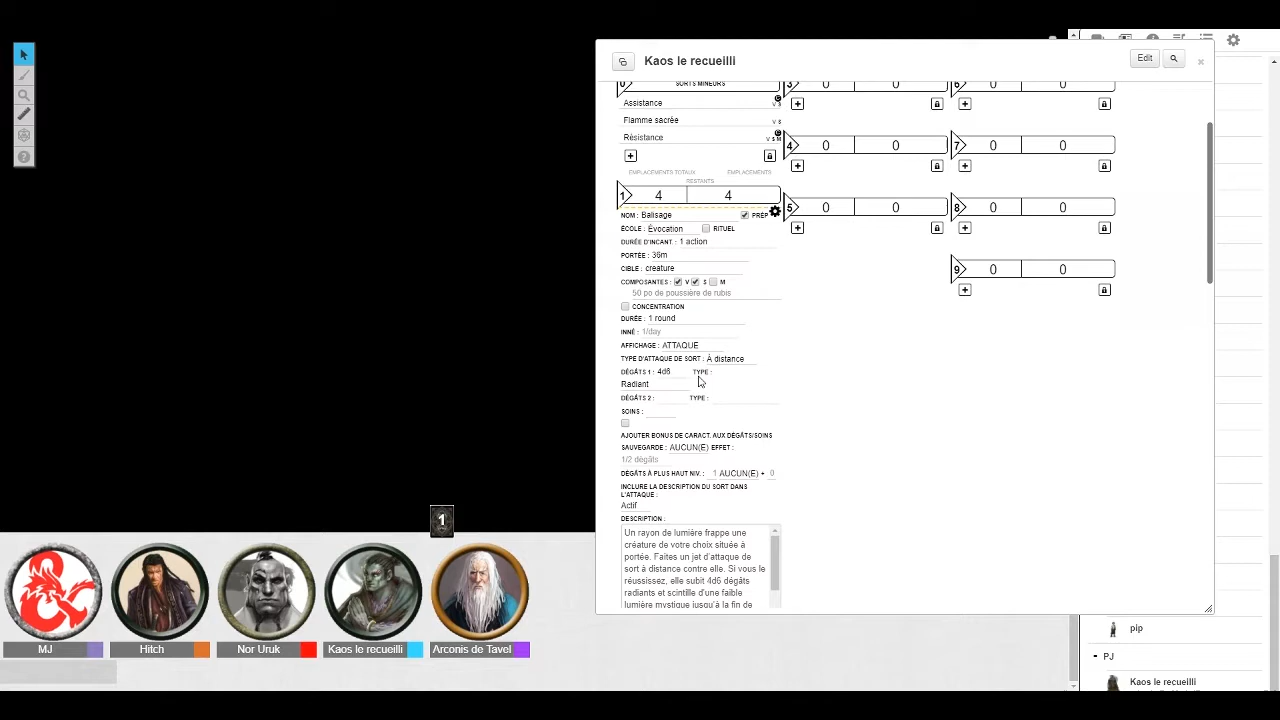 Kaos le recueilli
Edit
0 SORTS MINEURS
Assistance V S
Flamme sacrée V S
Résistance V S M
EMPLACEMENTS TOTAUX EMPLACEMENTS RESTANTS
1 4 4
NOM : Balisage PRÉP
ÉCOLE : Évocation RITUEL
DURÉE D'INCANT. : 1 action
PORTÉE : 36m
CIBLE : creature
COMPOSANTES : V S M
50 po de poussière de rubis
CONCENTRATION
DURÉE : 1 round
INNÉ : 1/day
AFFICHAGE : ATTAQUE
TYPE D'ATTAQUE DE SORT : À distance
DÉGÂTS 1 : 4d6 TYPE :
Radiant
DÉGÂTS 2 : TYPE :
SOINS :
AJOUTER BONUS DE CARACT. AUX DÉGÂTS/SOINS
SAUVEGARDE : AUCUN(E) EFFET :
1/2 dégâts
DÉGÂTS À PLUS HAUT NIV. : 1 AUCUN(E) + 0
INCLURE LA DESCRIPTION DU SORT DANS
L'ATTAQUE :
Actif
DESCRIPTION :
Un rayon de lumière frappe une
créature de votre choix située à
portée. Faites un jet d'attaque de
sort à distance contre elle. Si vous le
réussissez, elle subit 4d6 dégâts
radiants et scintille d'une faible
lumière mystique jusqu'à la fin de
3 0 0
4 0 0
5 0 0
6 0 0
7 0 0
8 0 0
9 0 0
1
MJ
Hitch
Nor Uruk
Kaos le recueilli
Arconis de Tavel
pip
- PJ
Kaos le recueilli